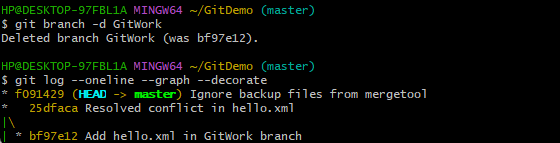 HP@DESKTOP-97FBL1A MINGW64 ~/GitDemo (master)
$ git branch -d GitWork
Deleted branch GitWork (was bf97e12).

HP@DESKTOP-97FBL1A MINGW64 ~/GitDemo (master)
$ git log --oneline --graph --decorate
* f091429 (HEAD -> master) Ignore backup files from mergetool
*   25dfaca Resolved conflict in hello.xml
|\
| * bf97e12 Add hello.xml in GitWork branch